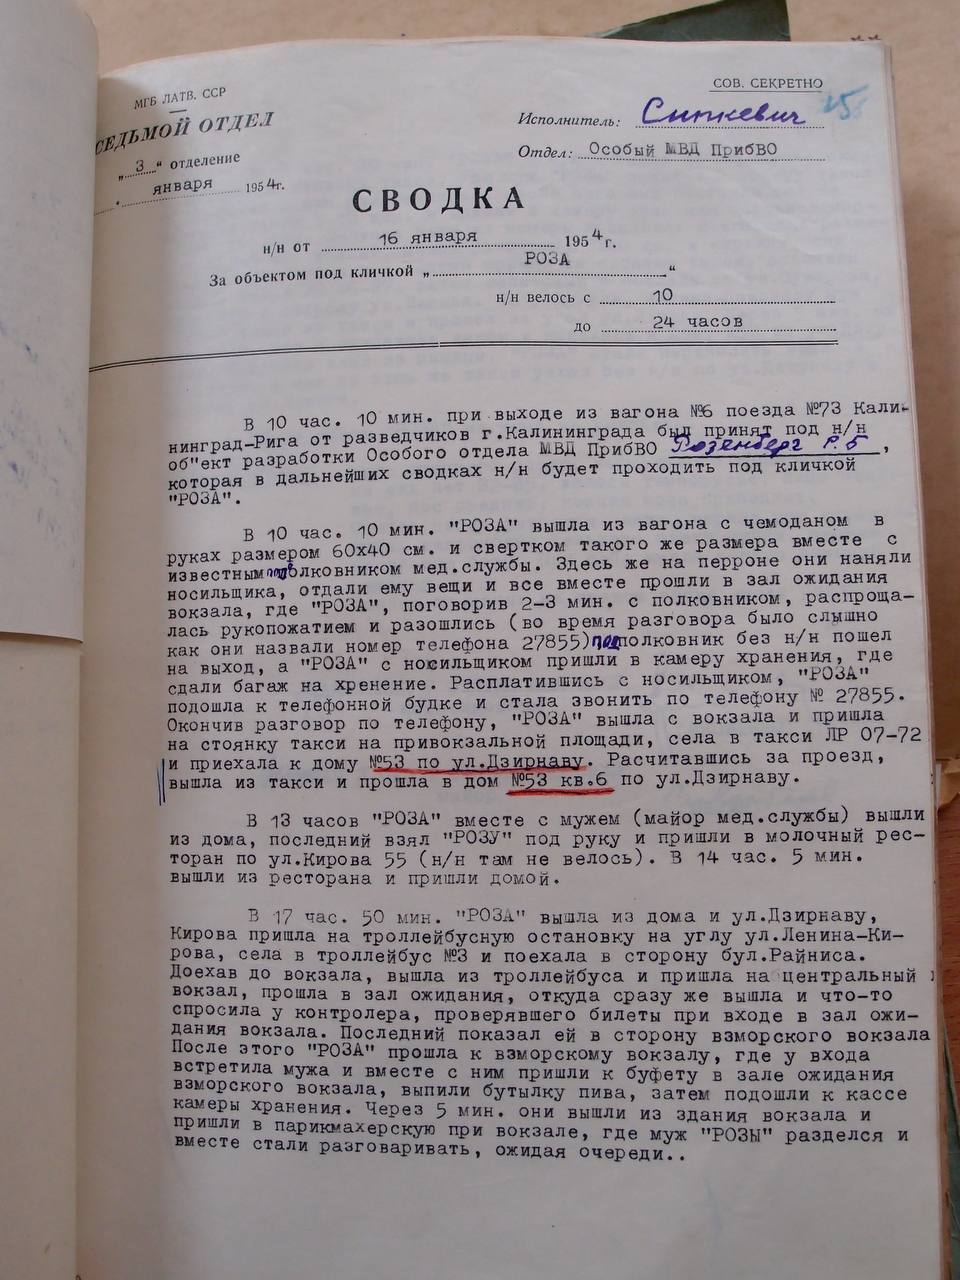 МГБ ЛАТВ. ССР
СЕДЬМОЙ ОТДЕЛ
„ 3 " отделение
января 1954г.
СОВ. СЕКРЕТНО
Исполнитель: Синкевич 25
Отдел: Особый МВД ПрибВО
СВОДКА
н/н от 16 января 1954г.
За объектом под кличкой „ РОЗА "
н/н велось с 10
до 24 часов
В 10 час. 10 мин. при выходе из вагона №6 поезда №73 Кали-
нинград-Рига от разведчиков г.Калининграда был принят под н/н
об"ект разработки Особого отдела МВД ПрибВО Розенберг Р.Б ,
которая в дальнейших сводках н/н будет проходить под кличкой
"РОЗА".
В 10 час. 10 мин. "РОЗА" вышла из вагона с чемоданом в
руках размером 60х40 см. и свертком такого же размера вместе с
известным подполковником мед.службы. Здесь же на перроне они наняли
носильщика, отдали ему вещи и все вместе прошли в зал ожидания
вокзала, где "РОЗА", поговорив 2-3 мин. с полковником, распроща-
лась рукопожатием и разошлись (во время разговора было слышно
как они назвали номер телефона 27855) подполковник без н/н пошел
на выход, а "РОЗА" с носильщиком пришли в камеру хранения, где
сдали багаж на хренение. Расплатившись с носильщиком, "РОЗА"
подошла к телефонной будке и стала звонить по телефону № 27855.
Окончив разговор по телефону, "РОЗА" вышла с вокзала и пришла
на стоянку такси на привокзальной площади, села в такси ЛР 07-72
и приехала к дому №53 по ул.Дзирнаву. Расчитавшись за проезд,
вышла из такси и прошла в дом №53 кв.6 по ул.Дзирнаву.
В 13 часов "РОЗА" вместе с мужем (майор мед.службы) вышли
из дома, последний взял "РОЗУ" под руку и пришли в молочный рес-
торан по ул.Кирова 55 (н/н там не велось). В 14 час. 5 мин.
вышли из ресторана и пришли домой.
В 17 час. 50 мин. "РОЗА" вышла из дома и ул.Дзирнаву,
Кирова пришла на троллейбусную остановку на углу ул.Ленина-Ки-
рова, села в троллейбус №3 и поехала в сторону бул.Райниса.
Доехав до вокзала, вышла из троллейбуса и пришла на центральный
вокзал, прошла в зал ожидания, откуда сразу же вышла и что-то
спросила у контролера, проверявшего билеты при входе в зал ожи-
дания вокзала. Последний показал ей в сторону взморского вокзала
После этого "РОЗА" прошла к взморскому вокзалу, где у входа
встретила мужа и вместе с ним пришли к буфету в зале ожидания
взморского вокзала, выпили бутылку пива, затем подошли к кассе
камеры хранения. Через 5 мин. они вышли из здания вокзала и
пришли в парикмахерскую при вокзале, где муж "РОЗЫ" разделся и
вместе стали разговаривать, ожидая очереди..